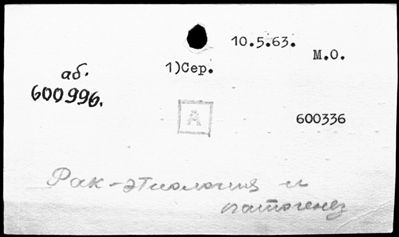 10.5.63.
М.О.
1)Сер.
аб.
600996.
А
600336
Рак-этиология и
патогенез